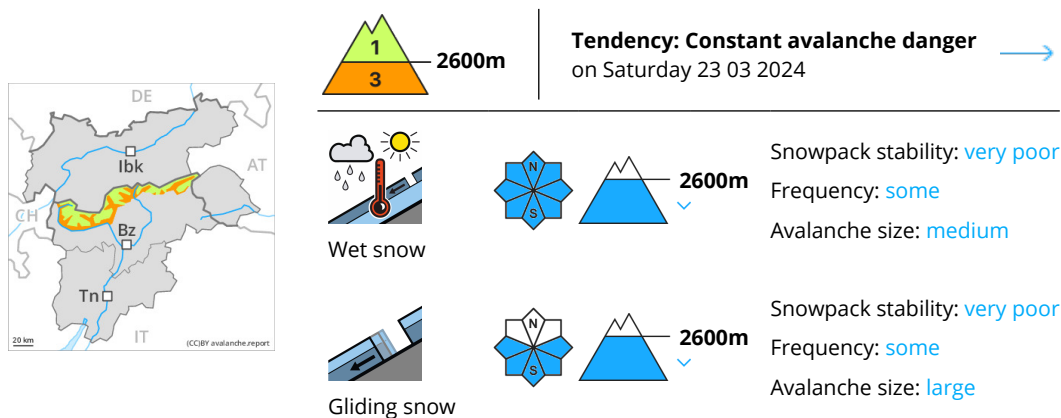 1
3
2600m
Tendency: Constant avalanche danger
on Saturday 23 03 2024
DE
Ibk
AT
CH
Bz
Tn
IT
20 km
(CC)BY avalanche.report
Wet snow
N
S
2600m
Snowpack stability: very poor
Frequency: some
Avalanche size: medium
Gliding snow
N
S
2600m
Snowpack stability: very poor
Frequency: some
Avalanche size: large